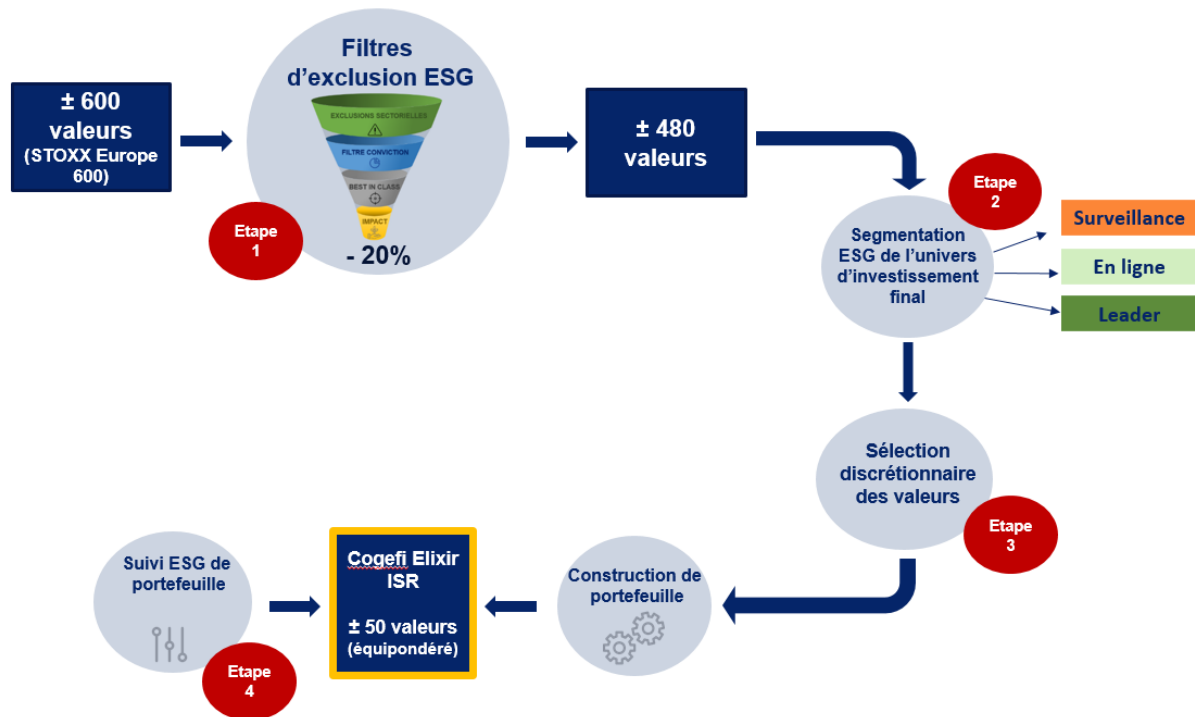 ± 600
valeurs
(STOXX Europe
600)
Filtres
d'exclusion ESG
EXCLUSIONS SECTORIELLES
FILTRE CONVICTION
BEST IN CLASS
IMPACT
- 20%
Etape
1
± 480
valeurs
Etape
2
Segmentation
ESG de l'univers
d'investissement
final
Surveillance
En ligne
Leader
Sélection
discrétionnaire
des valeurs
Etape
3
Construction de
portefeuille
Cogefi Elixir
ISR
± 50 valeurs
(équipondéré)
Suivi ESG de
portefeuille
Etape
4